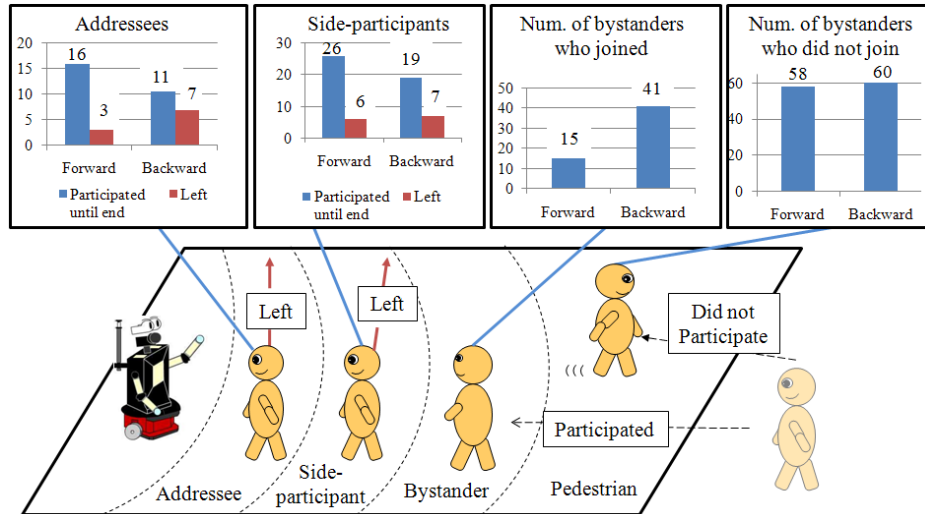 Addressees
20
15
10
5
0
16
3
11
7
Forward
Backward
Participated
until end
Left
Side-participants
30
20
10
0
26
6
19
7
Forward
Backward
Participated
until end
Left
Num. of bystanders
who joined
50
40
30
20
10
0
15
41
Forward
Backward
Num. of bystanders
who did not join
60
40
20
0
58
60
Forward
Backward
Left
Left
Did not
Participate
Participated
Addressee
Side-
participant
Bystander
Pedestrian